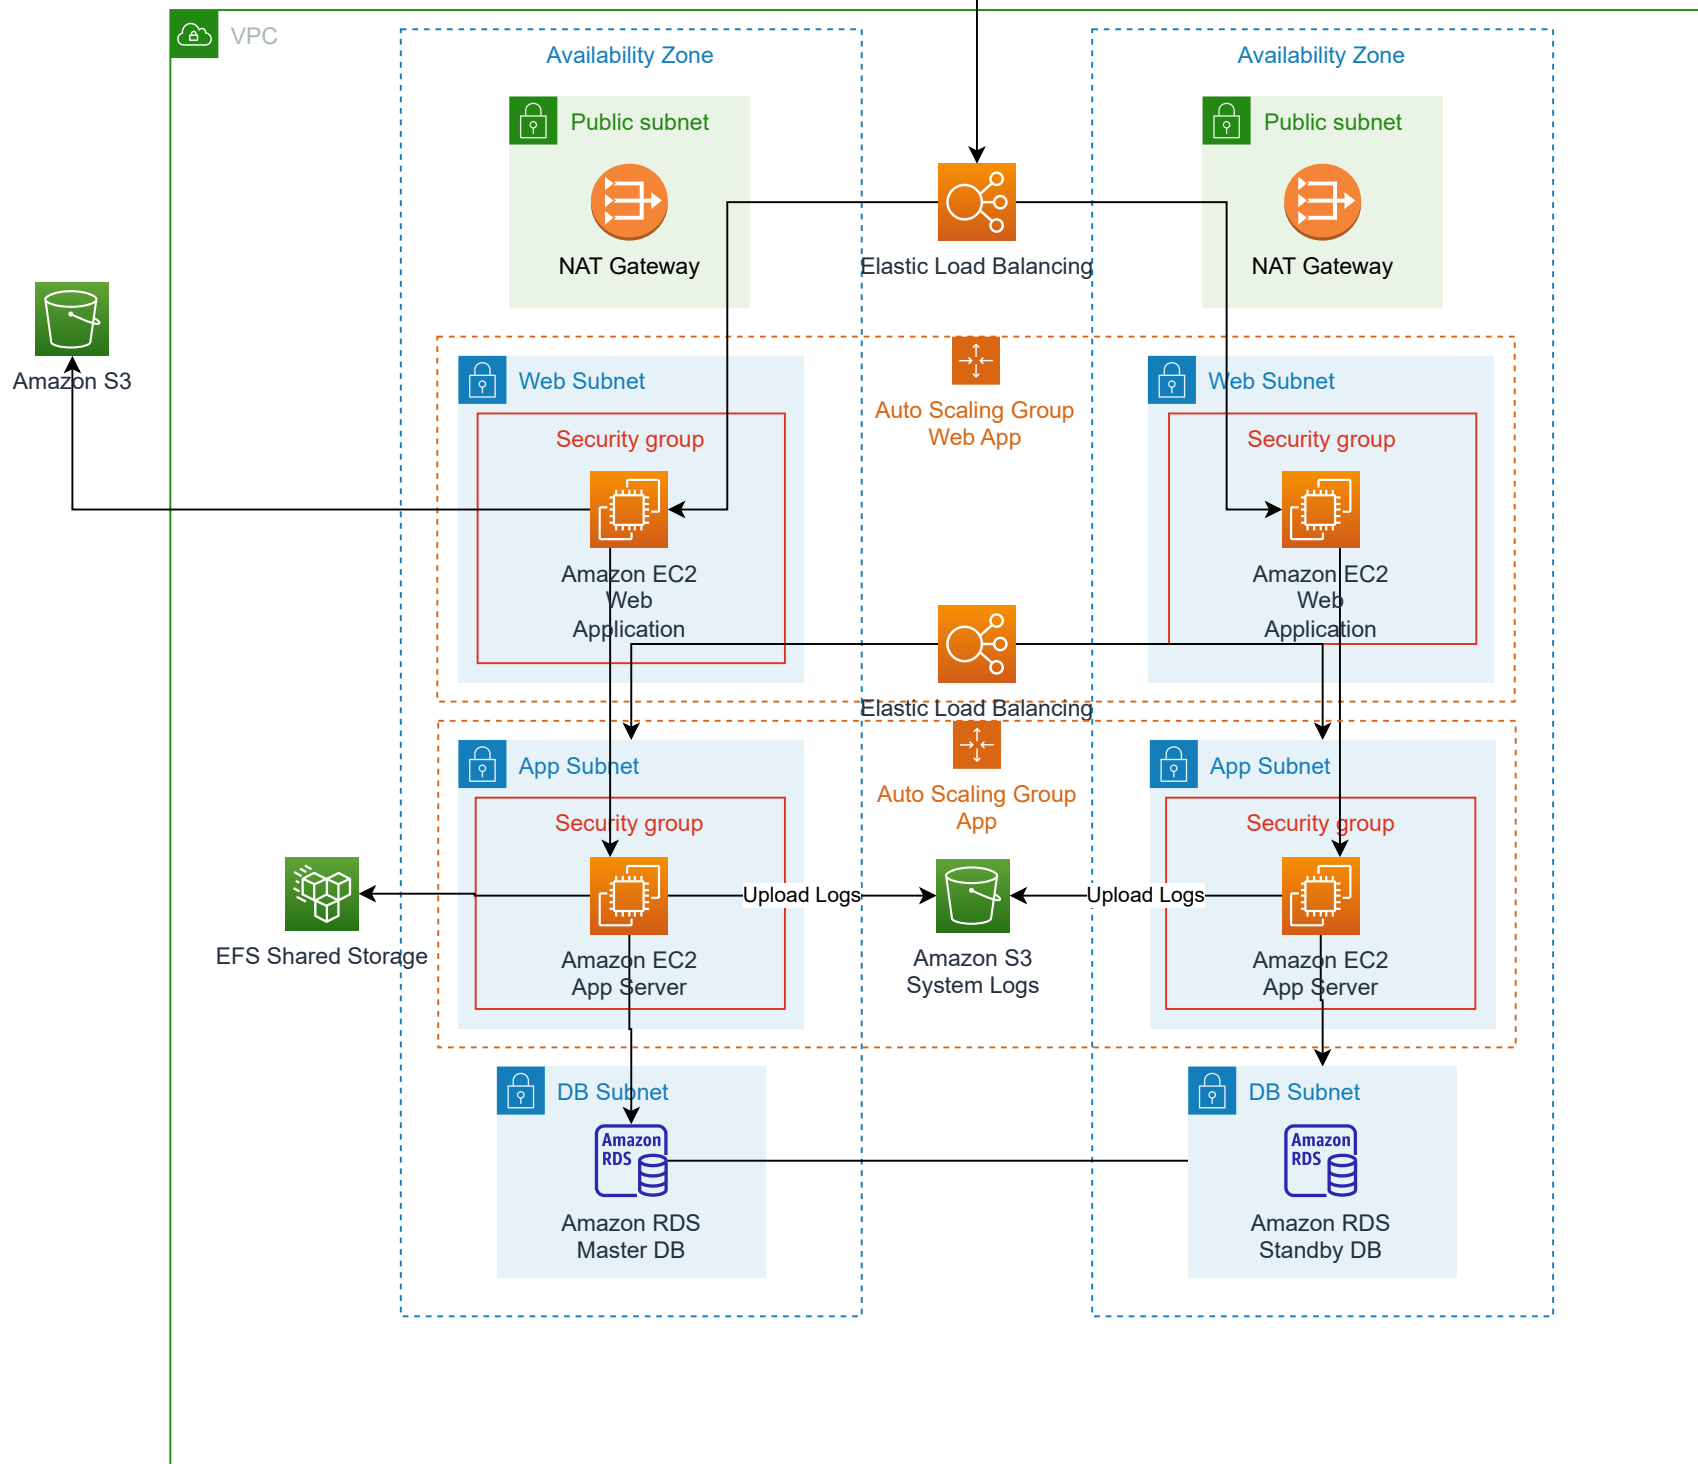 VPC
Availability Zone
Availability Zone
Public subnet
Public subnet
NAT Gateway
Elastic Load Balancing
NAT Gateway
Amazon S3
Web Subnet
Auto Scaling Group
Web App
Web Subnet
Security group
Security group
Amazon EC2
Web
Application
Amazon EC2
Web
Application
Elastic Load Balancing
App Subnet
Auto Scaling Group
App
App Subnet
Security group
Security group
Upload Logs
Upload Logs
EFS Shared Storage
Amazon EC2
App Server
Amazon S3
System Logs
Amazon EC2
App Server
DB Subnet
DB Subnet
Amazon
RDS
Amazon
RDS
Amazon RDS
Master DB
Amazon RDS
Standby DB